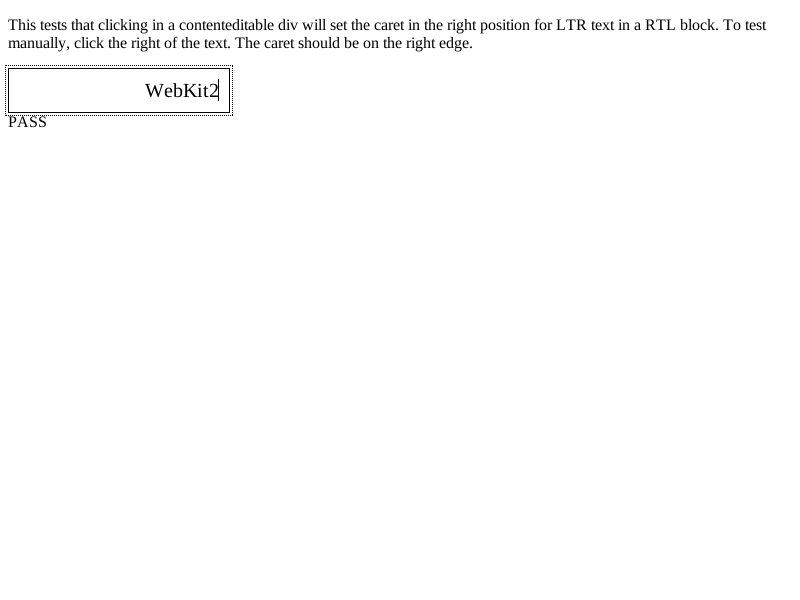 This tests that clicking in a contenteditable div will set the caret in the right position for LTR text in a RTL block. To test
manually, click the right of the text. The caret should be on the right edge.
WebKit2
PASS